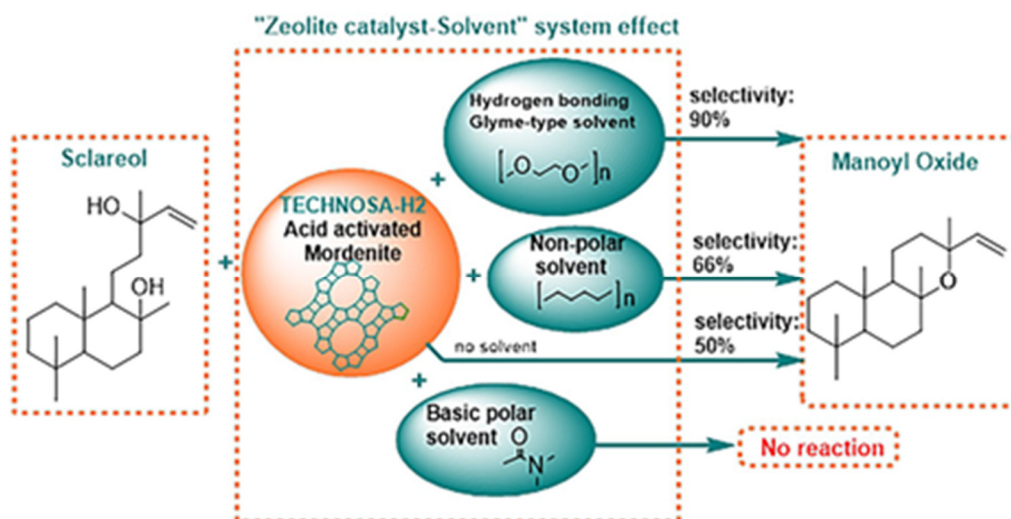 "Zeolite catalyst-Solvent" system effect
Sclareol
HO
OH
+
TECHNOSA-H2
Acid activated
Mordenite
+
Hydrogen bonding
Glyme-type solvent
[ O O ]n
selectivity:
90%
+
Non-polar
solvent
[ ]n
selectivity:
66%
no solvent
selectivity:
50%
+
Basic polar
solvent
O
N
No reaction
Manoyl Oxide
O